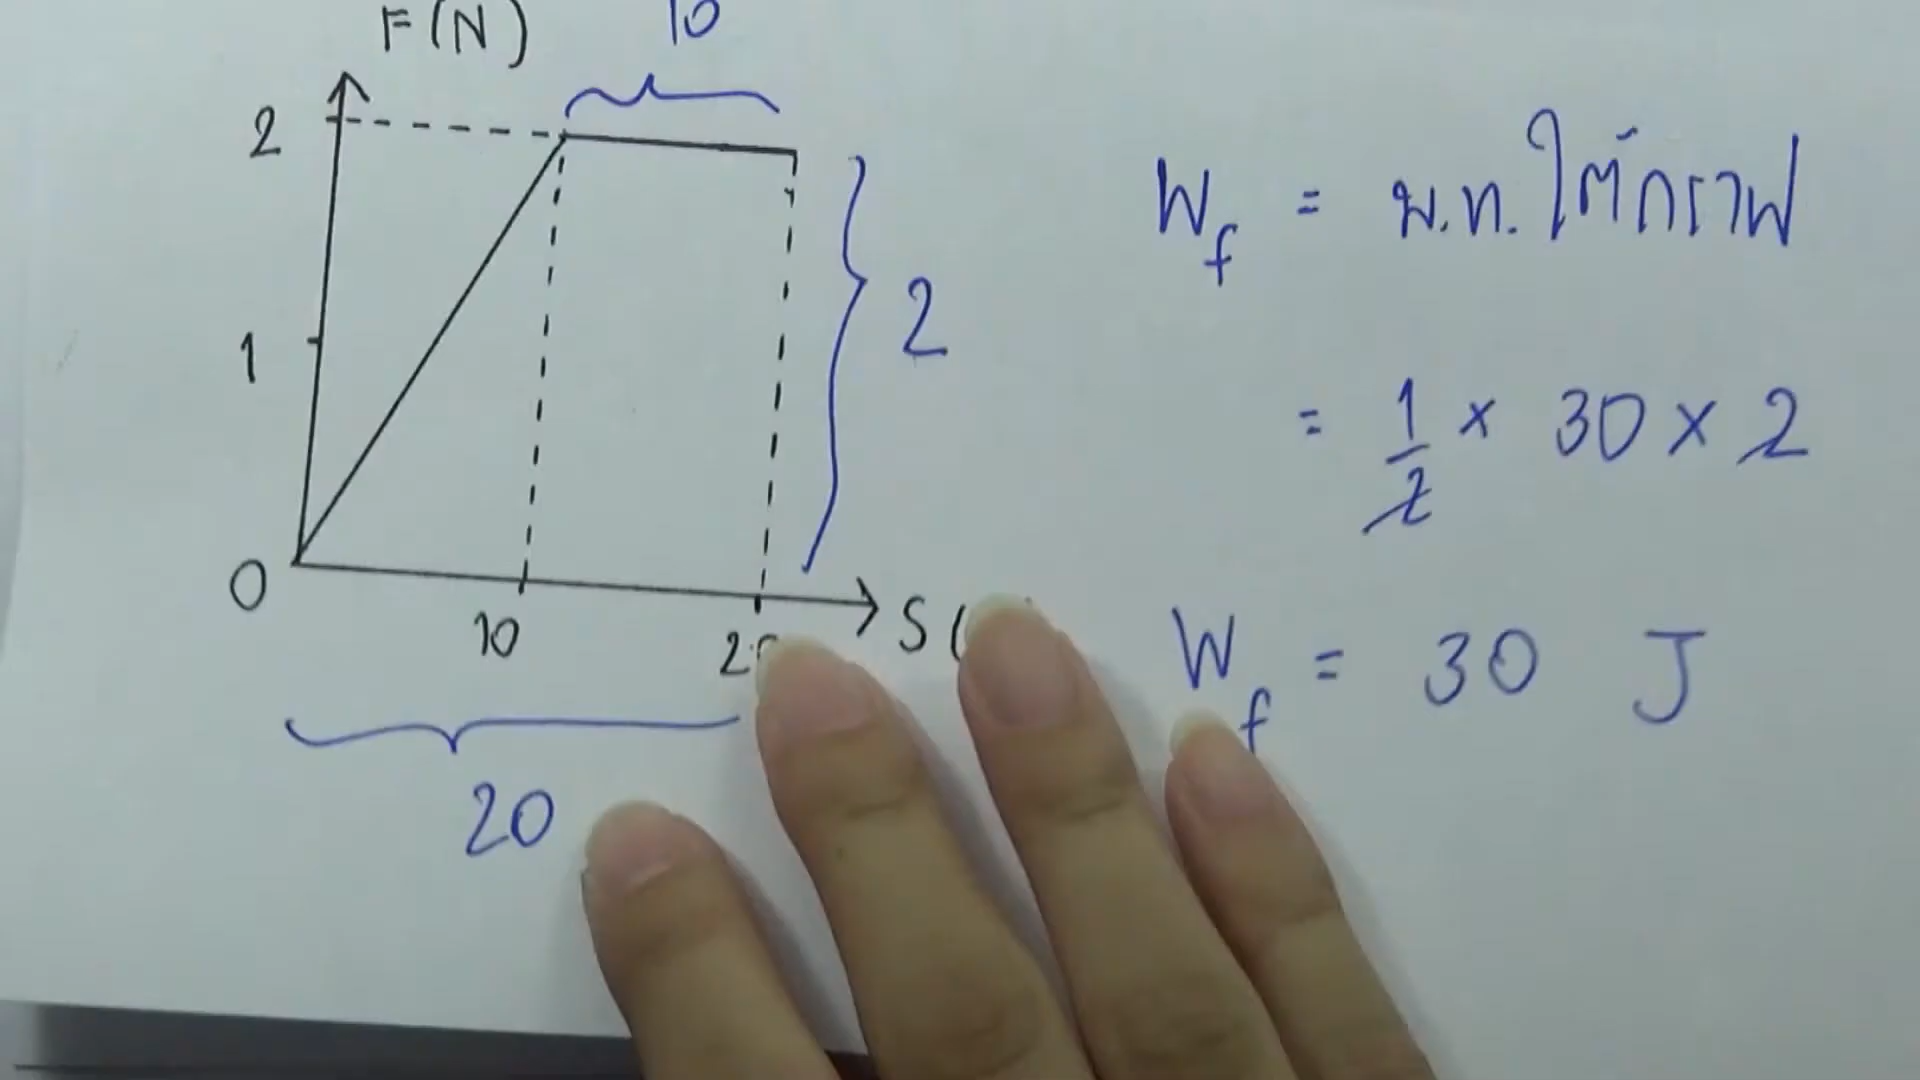 F(N)
10
2
1
2
0
10
S (
20
W_f = พ.ท. ใต้กราฟ
= 1/2 × 30 × 2
W_f = 30 J